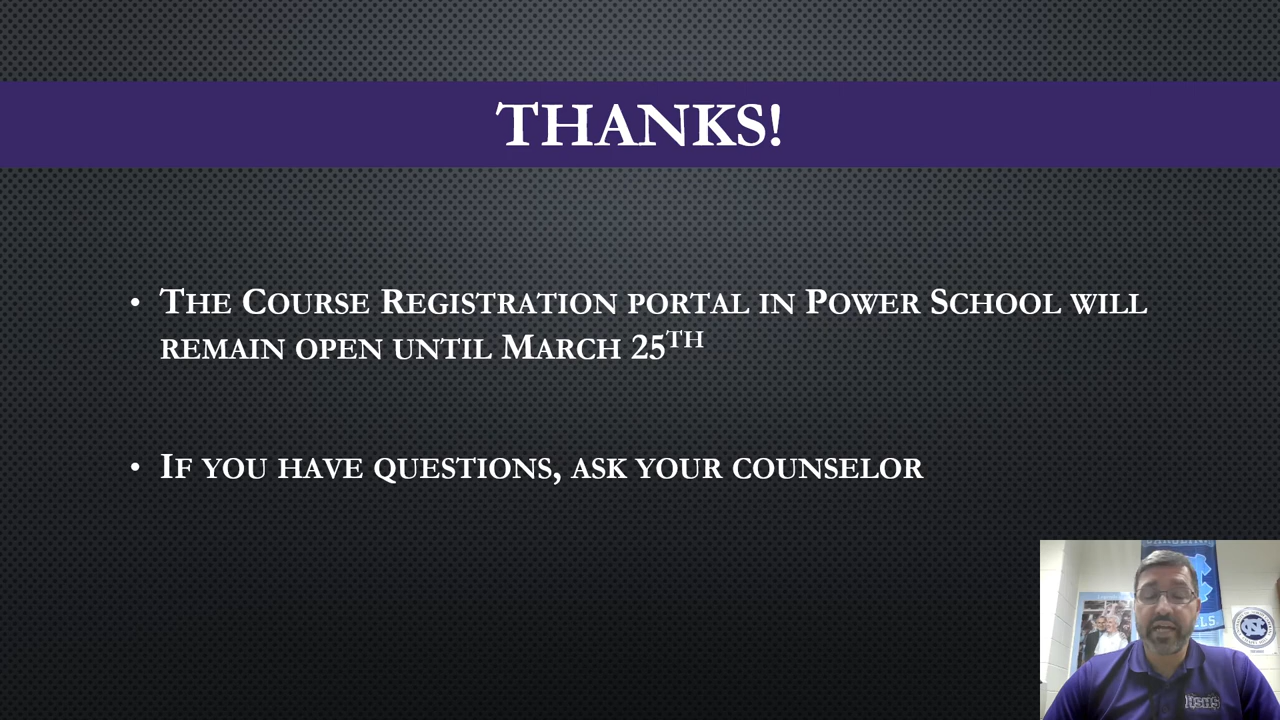 THANKS!
• THE COURSE REGISTRATION PORTAL IN POWER SCHOOL WILL
REMAIN OPEN UNTIL MARCH 25TH
• IF YOU HAVE QUESTIONS, ASK YOUR COUNSELOR